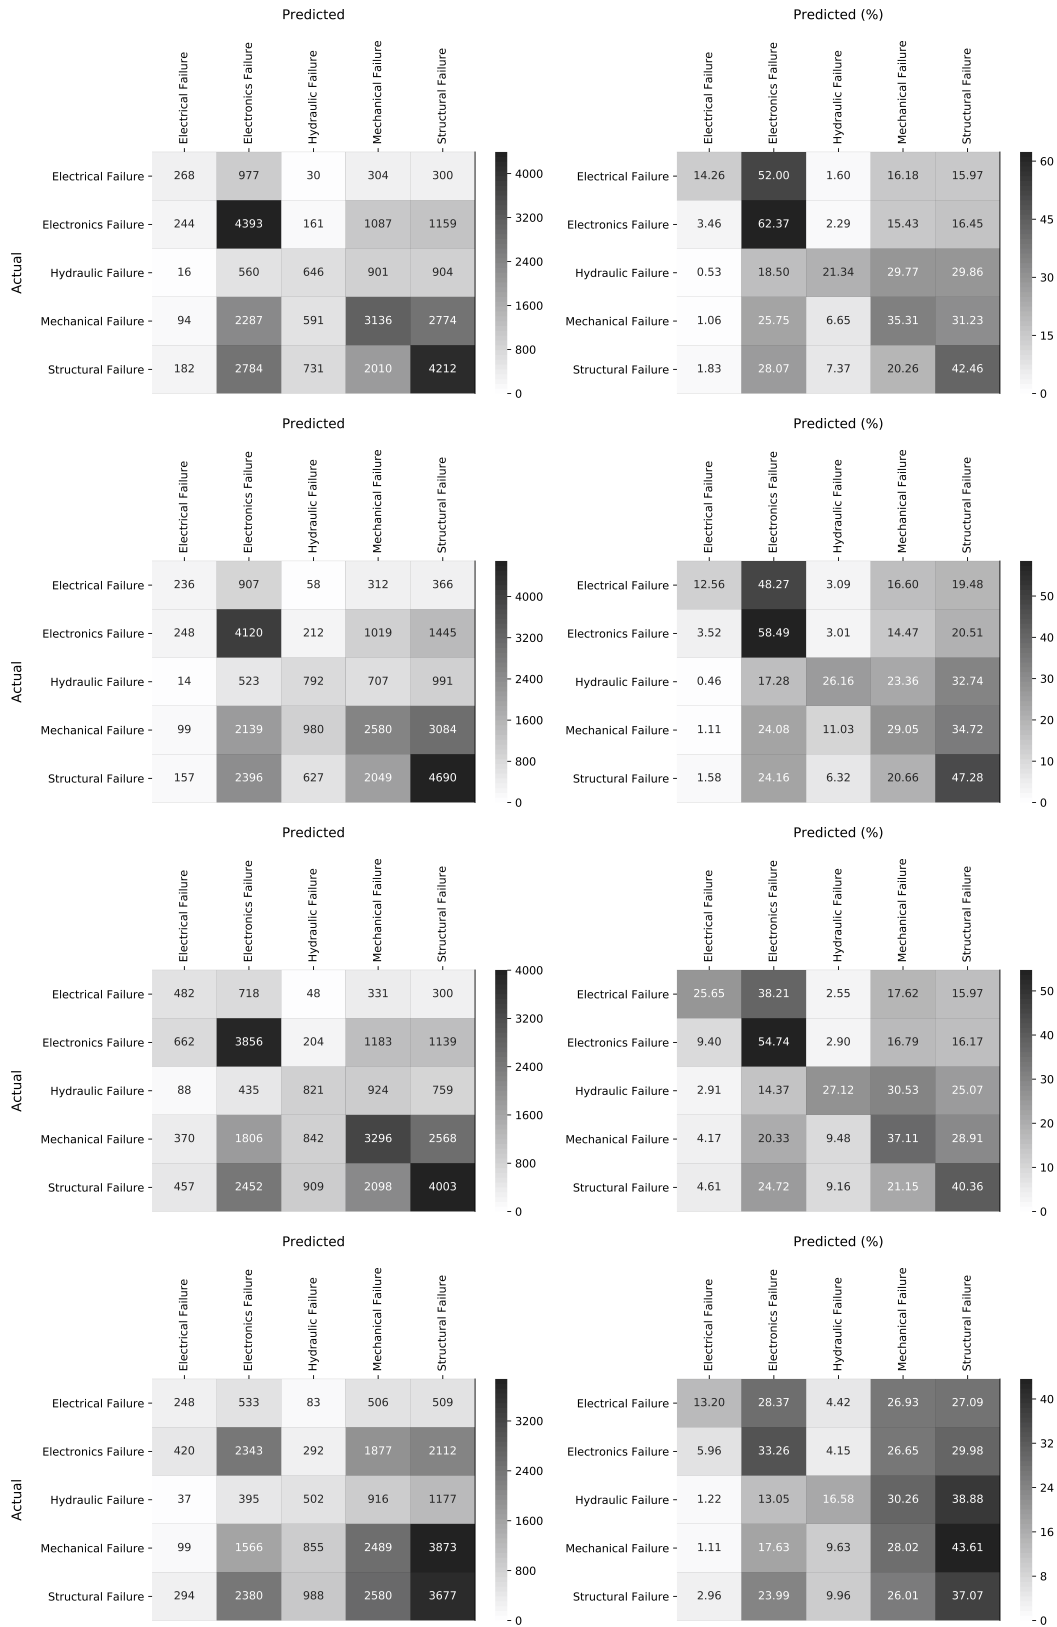 Predicted Predicted (%)
Electrical Failure Electronics Failure Hydraulic Failure Mechanical Failure Structural Failure Electrical Failure Electronics Failure Hydraulic Failure Mechanical Failure Structural Failure
Actual
Electrical Failure 268 977 30 304 300 Electrical Failure 14.26 52.00 1.60 16.18 15.97
Electronics Failure 244 4393 161 1087 1159 Electronics Failure 3.46 62.37 2.29 15.43 16.45
Hydraulic Failure 16 560 646 901 904 Hydraulic Failure 0.53 18.50 21.34 29.77 29.86
Mechanical Failure 94 2287 591 3136 2774 Mechanical Failure 1.06 25.75 6.65 35.31 31.23
Structural Failure 182 2784 731 2010 4212 Structural Failure 1.83 28.07 7.37 20.26 42.46
4000 3200 2400 1600 800 0
60 45 30 15 0
Predicted Predicted (%)
Electrical Failure Electronics Failure Hydraulic Failure Mechanical Failure Structural Failure Electrical Failure Electronics Failure Hydraulic Failure Mechanical Failure Structural Failure
Actual
Electrical Failure 236 907 58 312 366 Electrical Failure 12.56 48.27 3.09 16.60 19.48
Electronics Failure 248 4120 212 1019 1445 Electronics Failure 3.52 58.49 3.01 14.47 20.51
Hydraulic Failure 14 523 792 707 991 Hydraulic Failure 0.46 17.28 26.16 23.36 32.74
Mechanical Failure 99 2139 980 2580 3084 Mechanical Failure 1.11 24.08 11.03 29.05 34.72
Structural Failure 157 2396 627 2049 4690 Structural Failure 1.58 24.16 6.32 20.66 47.28
4000 3200 2400 1600 800 0
50 40 30 20 10 0
Predicted Predicted (%)
Electrical Failure Electronics Failure Hydraulic Failure Mechanical Failure Structural Failure Electrical Failure Electronics Failure Hydraulic Failure Mechanical Failure Structural Failure
Actual
Electrical Failure 482 718 48 331 300 Electrical Failure 25.65 38.21 2.55 17.62 15.97
Electronics Failure 662 3856 204 1183 1139 Electronics Failure 9.40 54.74 2.90 16.79 16.17
Hydraulic Failure 88 435 821 924 759 Hydraulic Failure 2.91 14.37 27.12 30.53 25.07
Mechanical Failure 370 1806 842 3296 2568 Mechanical Failure 4.17 20.33 9.48 37.11 28.91
Structural Failure 457 2452 909 2098 4003 Structural Failure 4.61 24.72 9.16 21.15 40.36
4000 3200 2400 1600 800 0
50 40 30 20 10 0
Predicted Predicted (%)
Electrical Failure Electronics Failure Hydraulic Failure Mechanical Failure Structural Failure Electrical Failure Electronics Failure Hydraulic Failure Mechanical Failure Structural Failure
Actual
Electrical Failure 248 533 83 506 509 Electrical Failure 13.20 28.37 4.42 26.93 27.09
Electronics Failure 420 2343 292 1877 2112 Electronics Failure 5.96 33.26 4.15 26.65 29.98
Hydraulic Failure 37 395 502 916 1177 Hydraulic Failure 1.22 13.05 16.58 30.26 38.88
Mechanical Failure 99 1566 855 2489 3873 Mechanical Failure 1.11 17.63 9.63 28.02 43.61
Structural Failure 294 2380 988 2580 3677 Structural Failure 2.96 23.99 9.96 26.01 37.07
3200 2400 1600 800 0
40 32 24 16 8 0